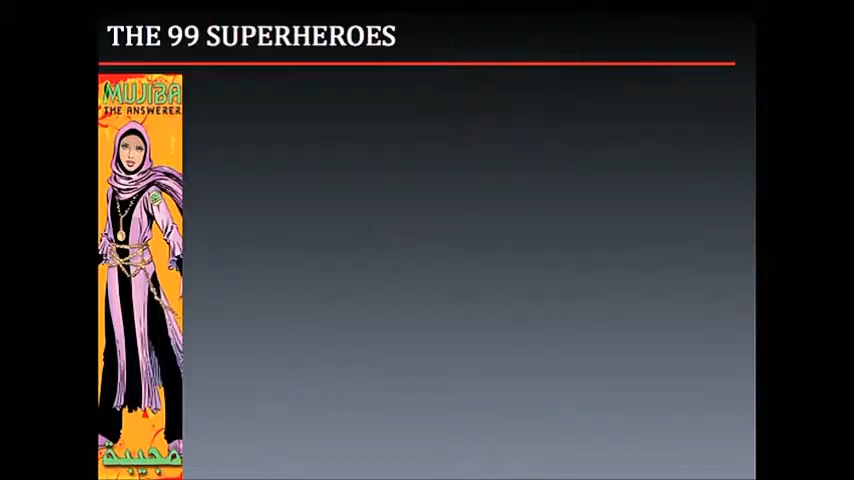 THE 99 SUPERHEROES
MUJIBA
THE ANSWERER
مجيبة